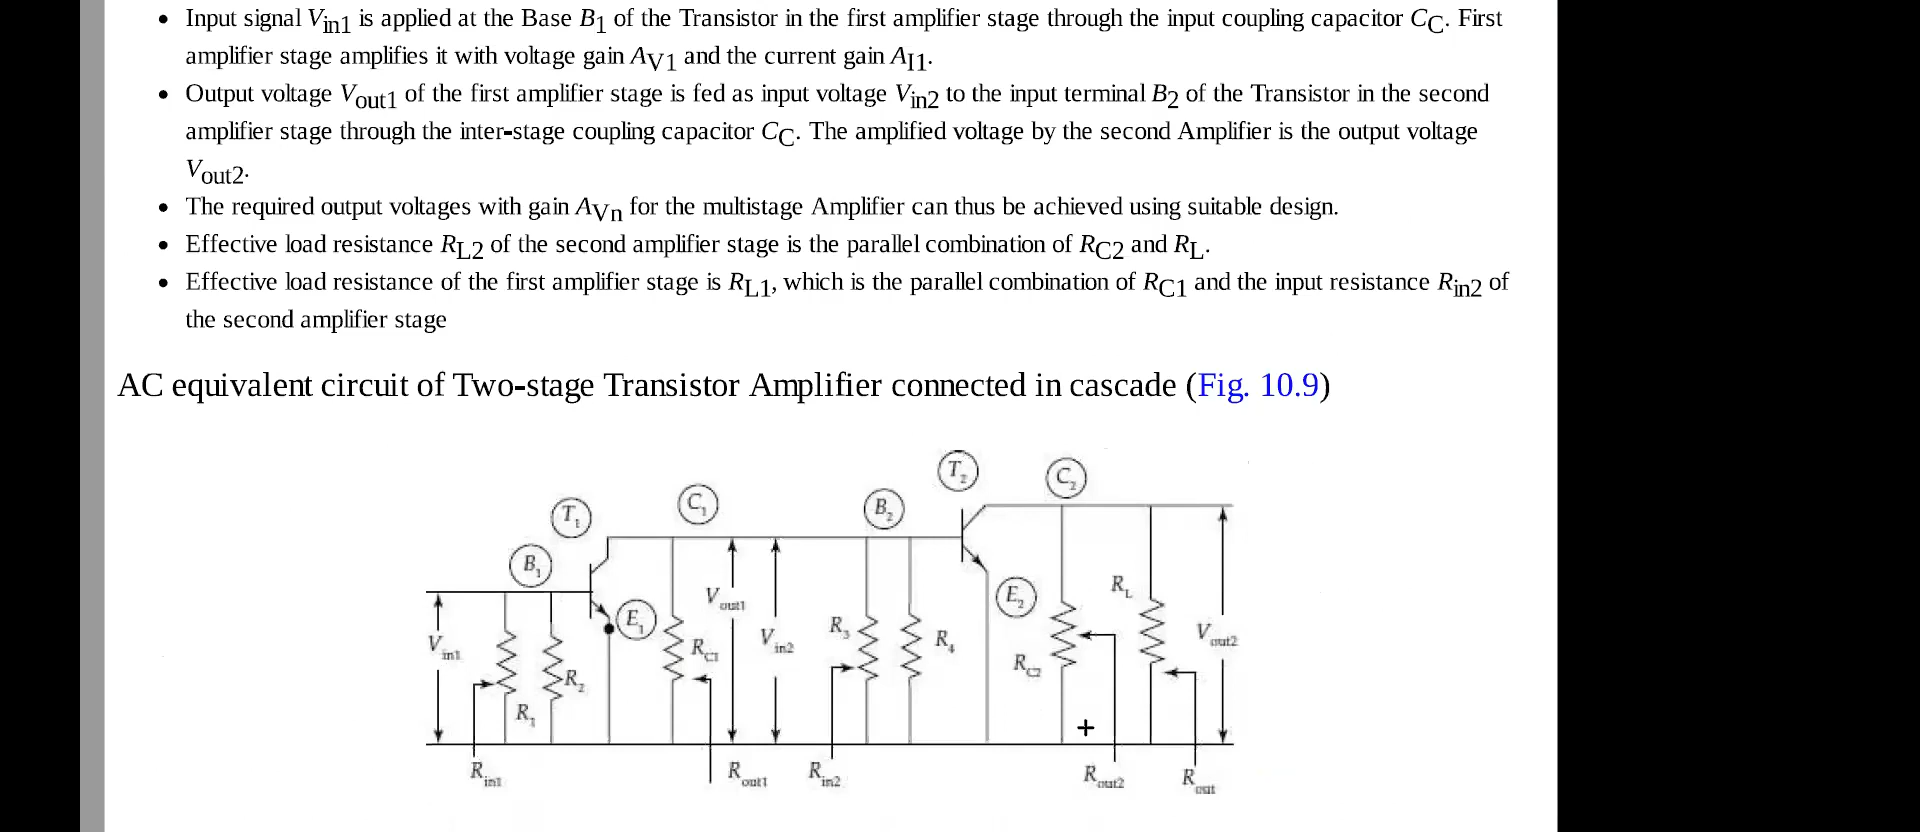 • Input signal Vin1 is applied at the Base B1 of the Transistor in the first amplifier stage through the input coupling capacitor CC. First
amplifier stage amplifies it with voltage gain AV1 and the current gain AI1.
• Output voltage Vout1 of the first amplifier stage is fed as input voltage Vin2 to the input terminal B2 of the Transistor in the second
amplifier stage through the inter-stage coupling capacitor CC. The amplified voltage by the second Amplifier is the output voltage
Vout2.
• The required output voltages with gain AVn for the multistage Amplifier can thus be achieved using suitable design.
• Effective load resistance RL2 of the second amplifier stage is the parallel combination of RC2 and RL.
• Effective load resistance of the first amplifier stage is RL1, which is the parallel combination of RC1 and the input resistance Rin2 of
the second amplifier stage
AC equivalent circuit of Two-stage Transistor Amplifier connected in cascade (Fig. 10.9)
T2
C2
C1
B2
T1
B1
E2
RL
Vout1
E1
R3
Vin2
R4
Vout2
Vin1
RC1
RC2
R2
R1
+
Rin1
Rout1
Rin2
Rout2
Rout